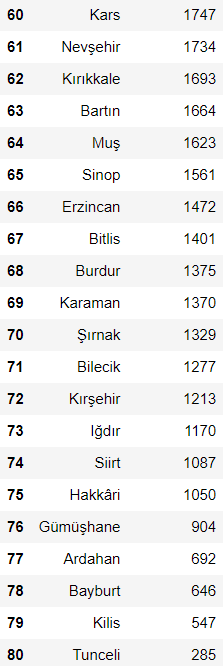 60 Kars 1747
61 Nevşehir 1734
62 Kırıkkale 1693
63 Bartın 1664
64 Muş 1623
65 Sinop 1561
66 Erzincan 1472
67 Bitlis 1401
68 Burdur 1375
69 Karaman 1370
70 Şırnak 1329
71 Bilecik 1277
72 Kırşehir 1213
73 Iğdır 1170
74 Siirt 1087
75 Hakkâri 1050
76 Gümüşhane 904
77 Ardahan 692
78 Bayburt 646
79 Kilis 547
80 Tunceli 285